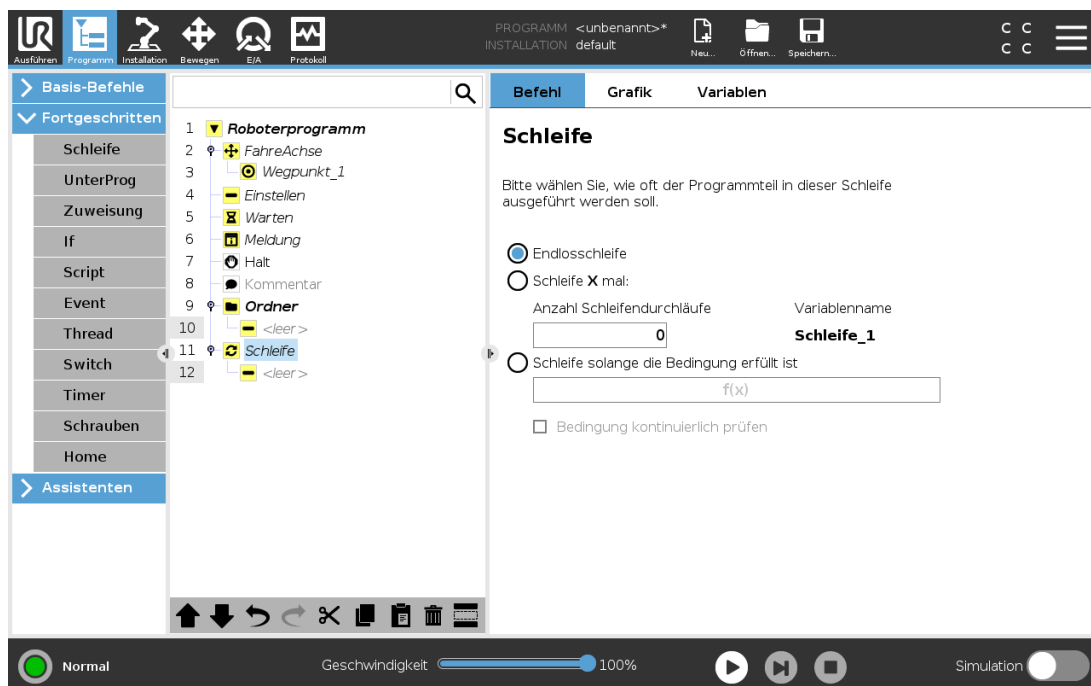 PROGRAMM <unbenannt>*
INSTALLATION default
Ausführen Programm Installation Bewegen E/A Protokoll
Neu... Öffnen... Speichern...
C C
C C
Basis-Befehle
Fortgeschritten
Schleife
UnterProg
Zuweisung
If
Script
Event
Thread
Switch
Timer
Schrauben
Home
Assistenten
1 Roboterprogramm
2 FahreAchse
3 Wegpunkt_1
4 Einstellen
5 Warten
6 Meldung
7 Halt
8 Kommentar
9 Ordner
10 <leer>
11 Schleife
12 <leer>
Befehl Grafik Variablen
Schleife
Bitte wählen Sie, wie oft der Programmteil in dieser Schleife
ausgeführt werden soll.
Endlosschleife
Schleife X mal:
Anzahl Schleifendurchläufe Variablenname
0 Schleife_1
Schleife solange die Bedingung erfüllt ist
f(x)
Bedingung kontinuierlich prüfen
Normal Geschwindigkeit 100% Simulation